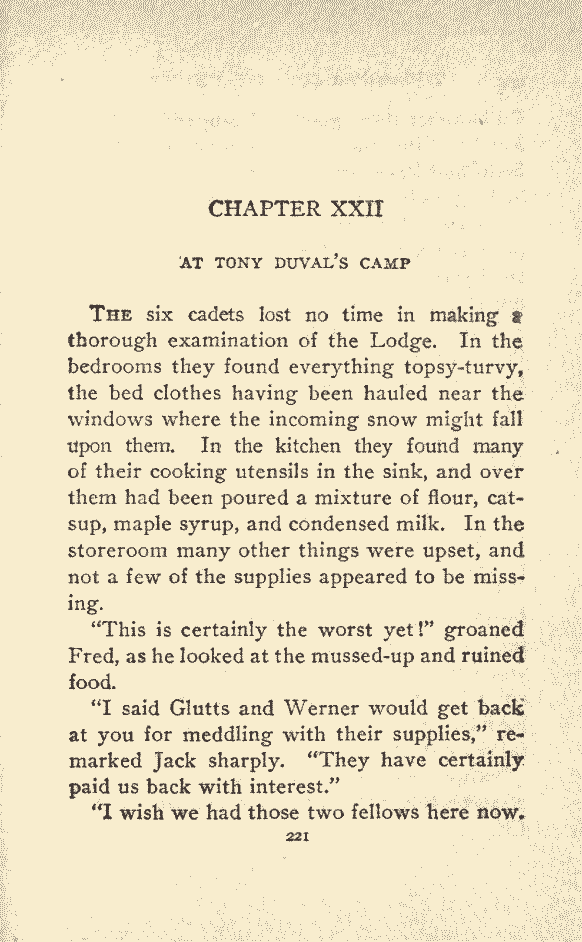 CHAPTER XXII
AT TONY DUVAL'S CAMP
THE six cadets lost no time in making a
thorough examination of the Lodge. In the
bedrooms they found everything topsy-turvy,
the bed clothes having been hauled near the
windows where the incoming snow might fall
upon them. In the kitchen they found many
of their cooking utensils in the sink, and over
them had been poured a mixture of flour, cat-
sup, maple syrup, and condensed milk. In the
storeroom many other things were upset, and
not a few of the supplies appeared to be miss-
ing.
"This is certainly the worst yet!" groaned
Fred, as he looked at the mussed-up and ruined
food.
"I said Glutts and Werner would get back
at you for meddling with their supplies," re-
marked Jack sharply. "They have certainly
paid us back with interest."
"I wish we had those two fellows here now.
221